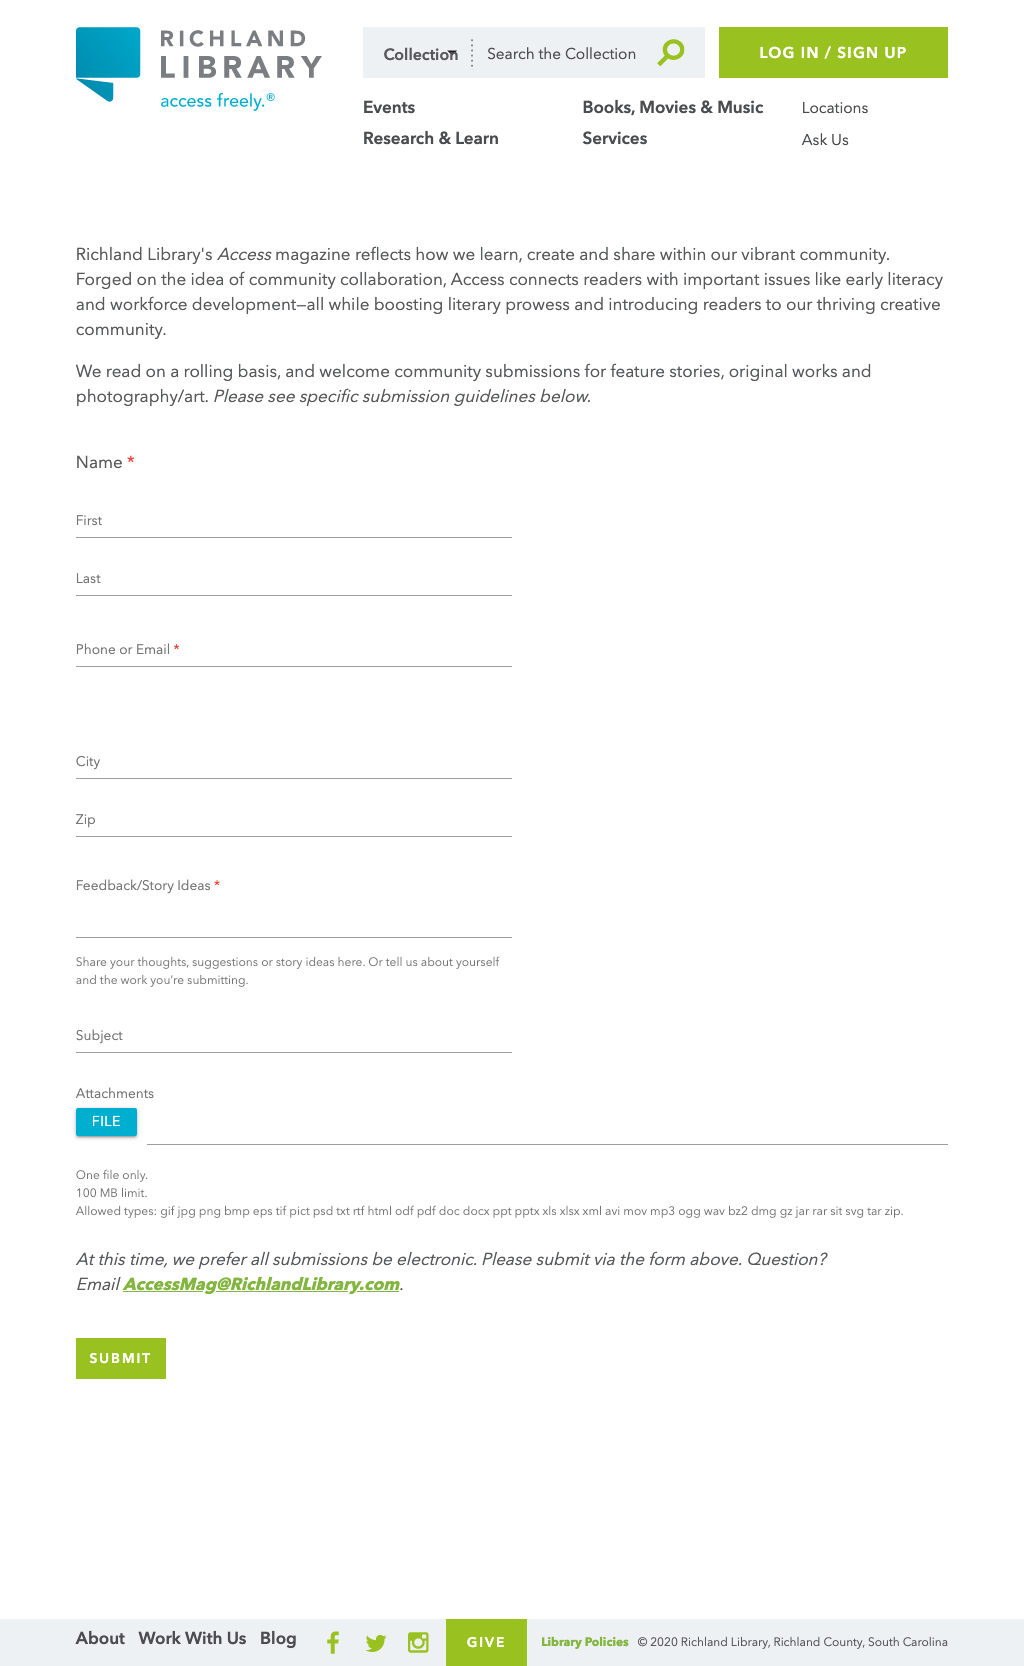 RICHLAND
LIBRARY
access freely.®
Collection
Search the Collection
LOG IN / SIGN UP
Events
Books, Movies & Music
Locations
Research & Learn
Services
Ask Us
Richland Library's Access magazine reflects how we learn, create and share within our vibrant community.
Forged on the idea of community collaboration, Access connects readers with important issues like early literacy
and workforce development—all while boosting literary prowess and introducing readers to our thriving creative
community.
We read on a rolling basis, and welcome community submissions for feature stories, original works and
photography/art. Please see specific submission guidelines below.
Name *
First
Last
Phone or Email *
City
Zip
Feedback/Story Ideas *
Share your thoughts, suggestions or story ideas here. Or tell us about yourself
and the work you're submitting.
Subject
Attachments
FILE
One file only.
100 MB limit.
Allowed types: gif jpg png bmp eps tif pict psd txt rtf html odf pdf doc docx ppt pptx xls xlsx xml avi mov mp3 ogg wav bz2 dmg gz jar rar sit svg tar zip.
At this time, we prefer all submissions be electronic. Please submit via the form above. Question?
Email AccessMag@RichlandLibrary.com.
SUBMIT
About Work With Us Blog
GIVE
Library Policies © 2020 Richland Library, Richland County, South Carolina